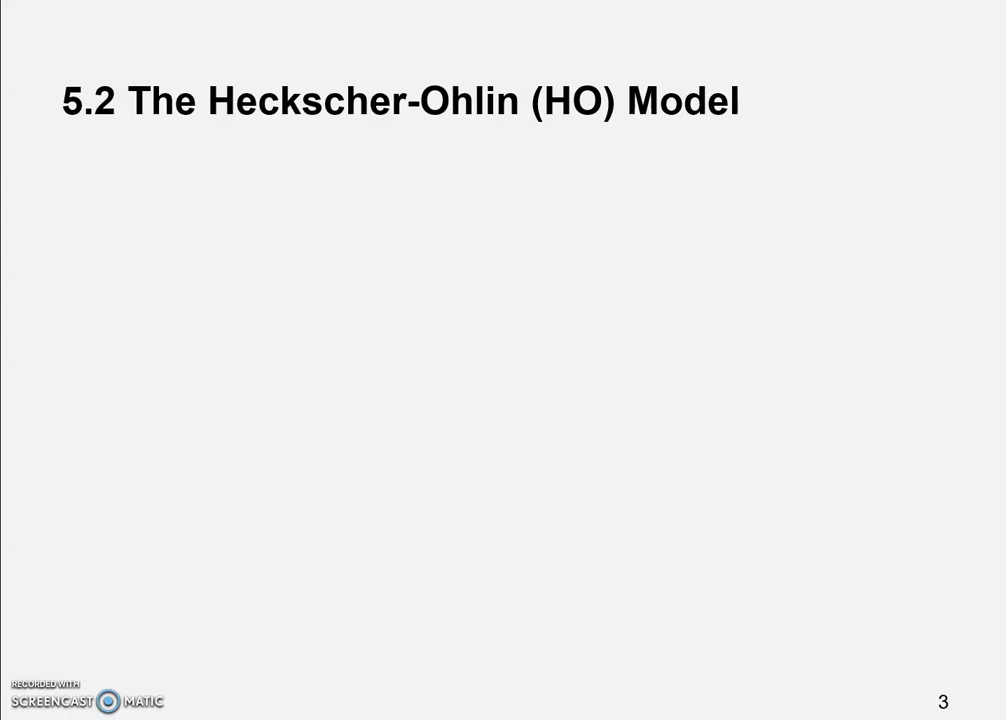 5.2 The Heckscher-Ohlin (HO) Model
RECORDED WITH
SCREENCAST MATIC
3